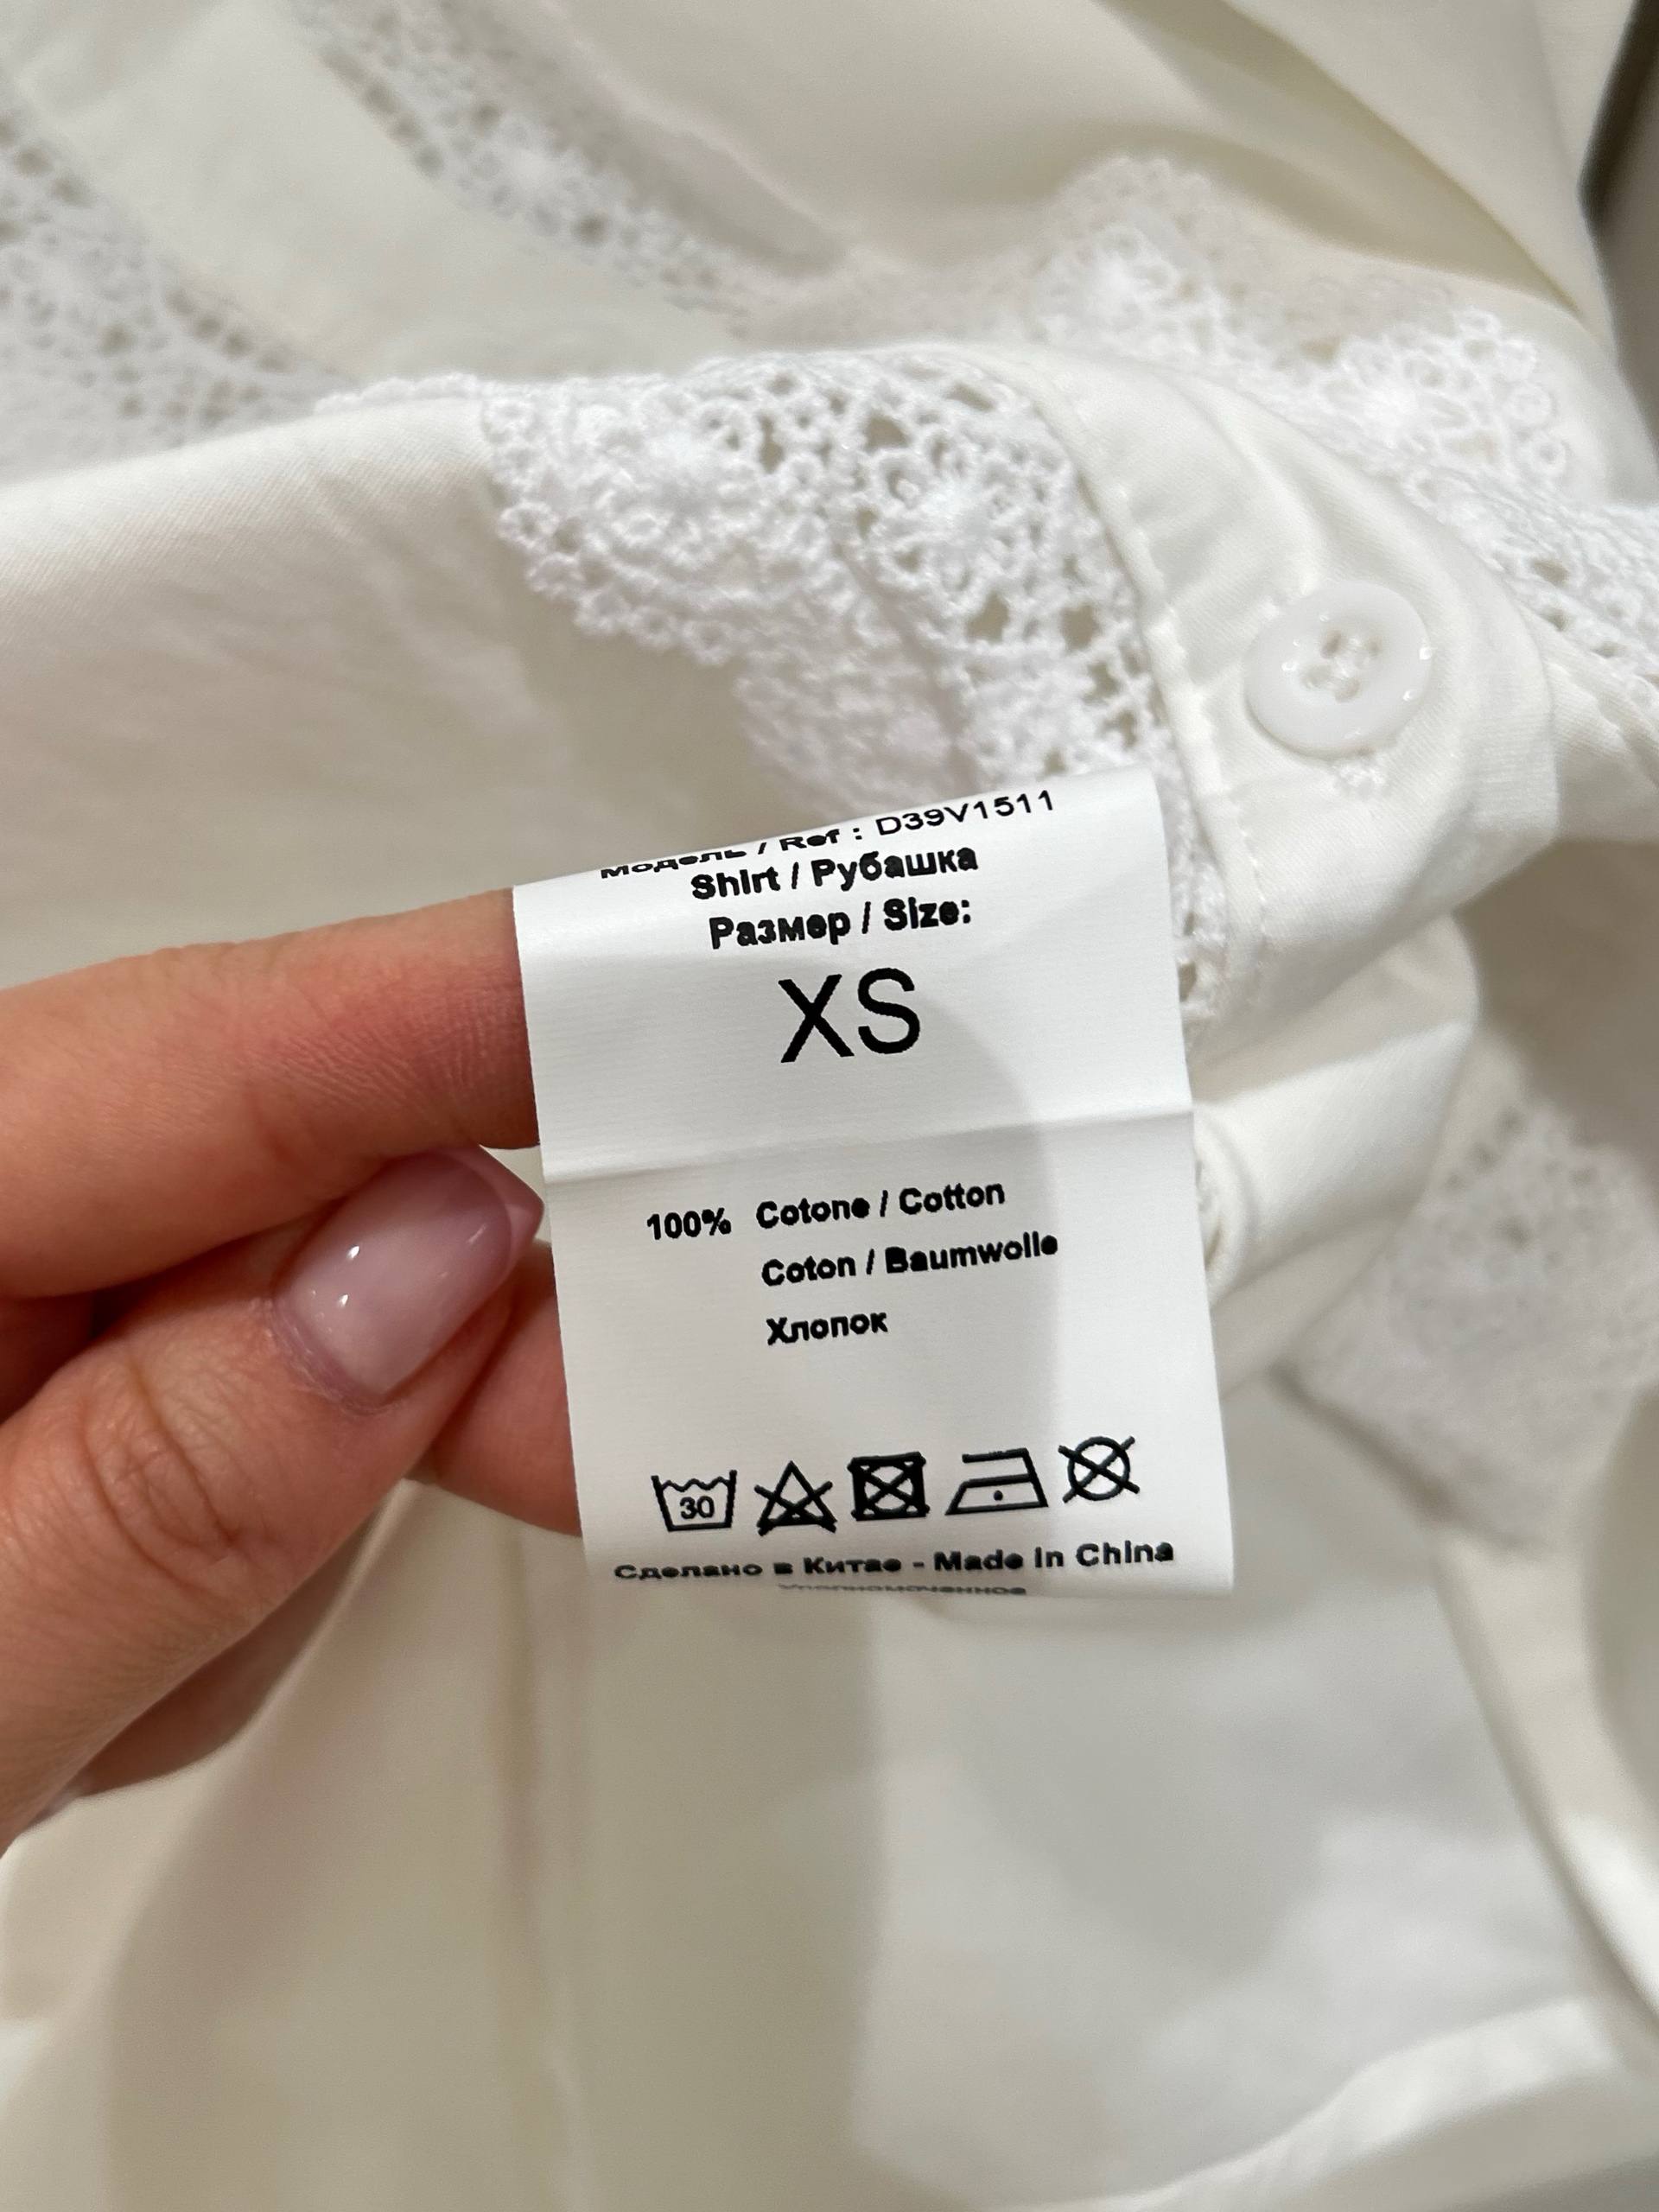 Модель / Ref : D39V1511
Shirt / Рубашка
Размер / Size:
XS
100% Cotone / Cotton
Coton / Baumwolle
Хлопок
30
Сделано в Китае - Made in China
Уполномоченное